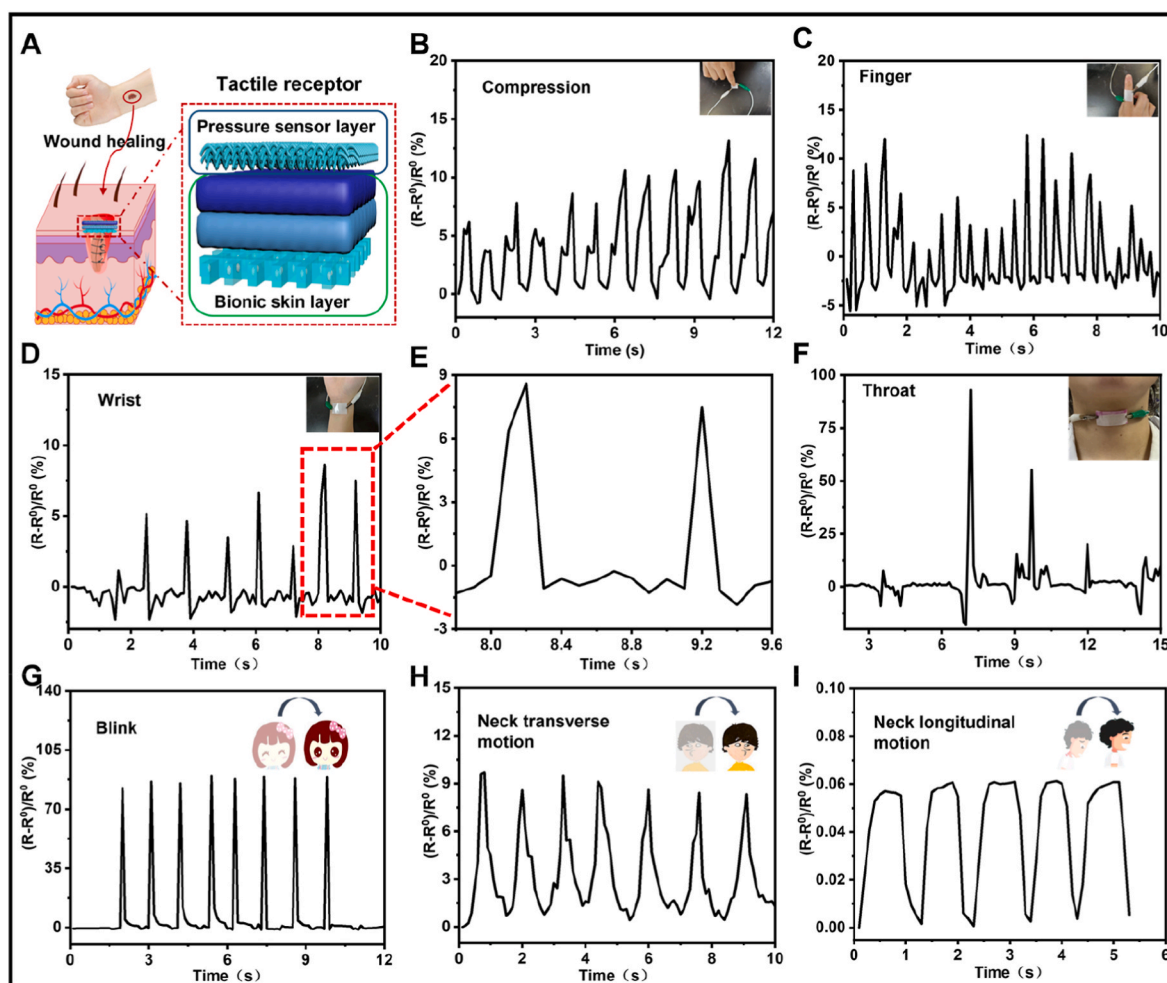 A
Tactile receptor
Pressure sensor layer
Wound healing
Bionic skin layer
B
Compression
(R-R⁰)/R⁰ (%)
20
15
10
5
0
0 2 4 6 8 10 12
Time (s)
C
Finger
(R-R⁰)/R⁰ (%)
20
15
10
5
0
-5
0 2 4 6 8 10
Time（s）
D
Wrist
(R-R⁰)/R⁰ (%)
15
10
5
0
0 2 4 6 8 10
Time（s）
E
(R-R⁰)/R⁰ (%)
9
6
3
0
-3
8.0 8.4 8.8 9.2 9.6
Time（s）
F
Throat
(R-R⁰)/R⁰ (%)
100
75
50
25
0
3 6 9 12 15
Time（s）
G
Blink
(R-R⁰)/R⁰ (%)
140
105
70
35
0
0 3 6 9 12
Time（s）
H
Neck transverse
motion
(R-R⁰)/R⁰ (%)
15
12
9
6
3
0
0 2 4 6 8 10
Time（s）
I
Neck longitudinal
motion
(R-R⁰)/R⁰ (%)
0.10
0.08
0.06
0.04
0.02
0.00
0 1 2 3 4 5 6
Time（s）